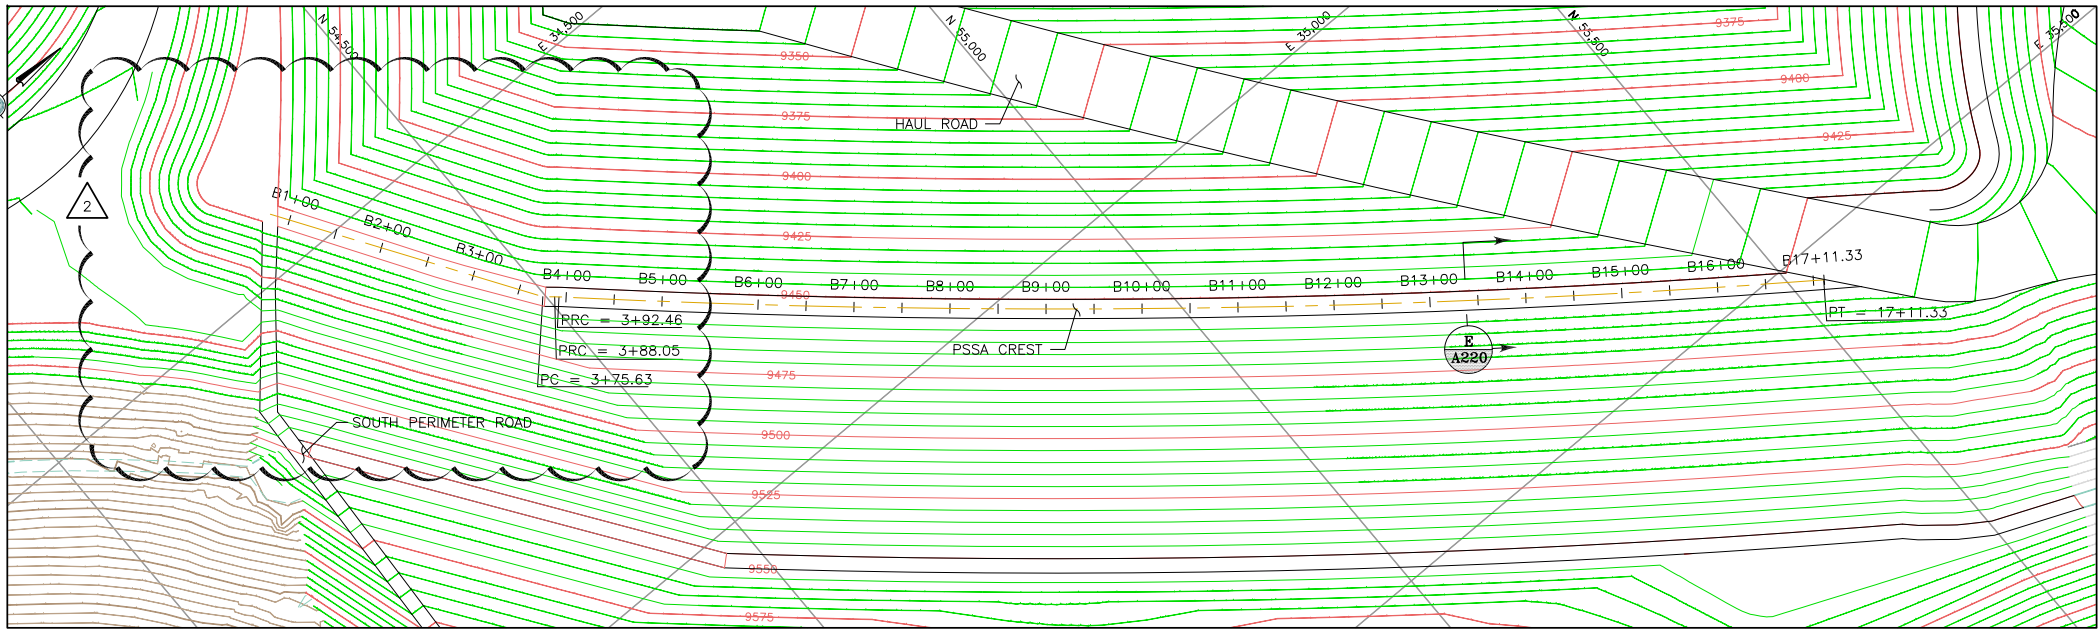 N 54,500
E 34,500
N 55,000
E 35,000
N 55,500
E 35,500
9375
9350
9400
HAUL ROAD
9375
9425
9400
2
B1+00
B2+00
B3+00
9425
B4+00
B5+00
B6+00
B7+00
B8+00
B9+00
B10+00
B11+00
B12+00
B13+00
B14+00
B15+00
B16+00
B17+11.33
9450
RRC = 3+92.46
PT = 17+11.33
PRC = 3+88.05
PSSA CREST
E
A220
PC = 3+75.63
9475
SOUTH PERIMETER ROAD
9500
9525
9550
9575